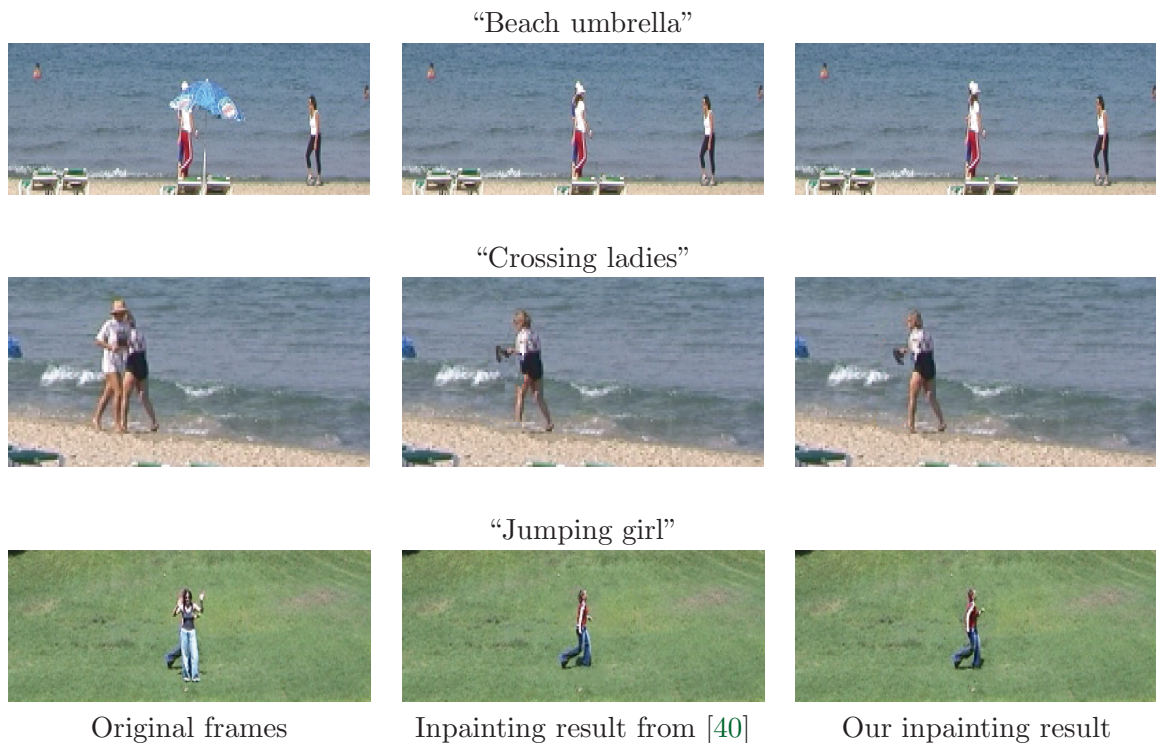 “Beach umbrella”
“Crossing ladies”
“Jumping girl”
Original frames
Inpainting result from [40]
Our inpainting result